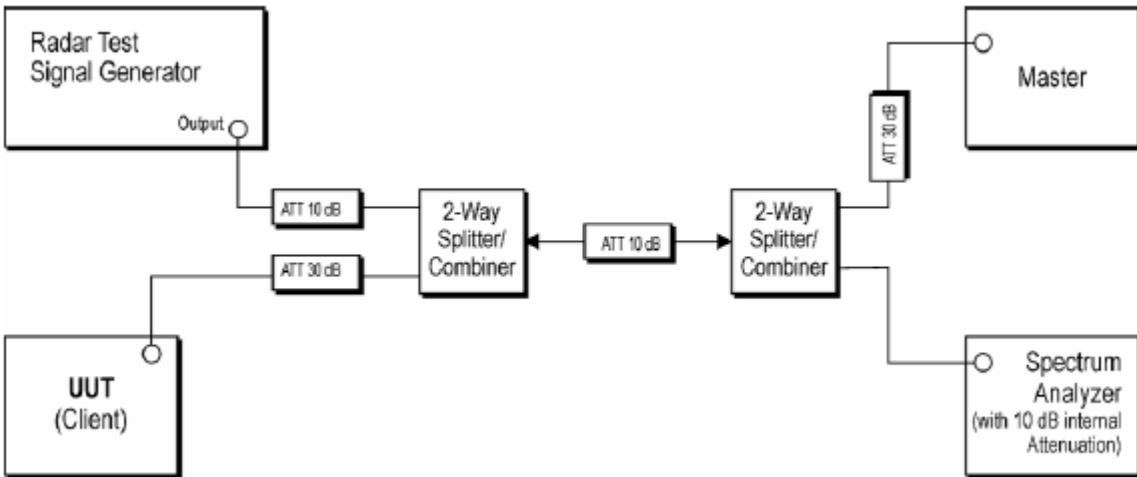 Radar Test
Signal Generator
Output
ATT 10 dB
ATT 30 dB
2-Way
Splitter/
Combiner
ATT 10 dB
2-Way
Splitter/
Combiner
ATT 30 dB
Master
UUT
(Client)
Spectrum
Analyzer
(with 10 dB internal
Attenuation)